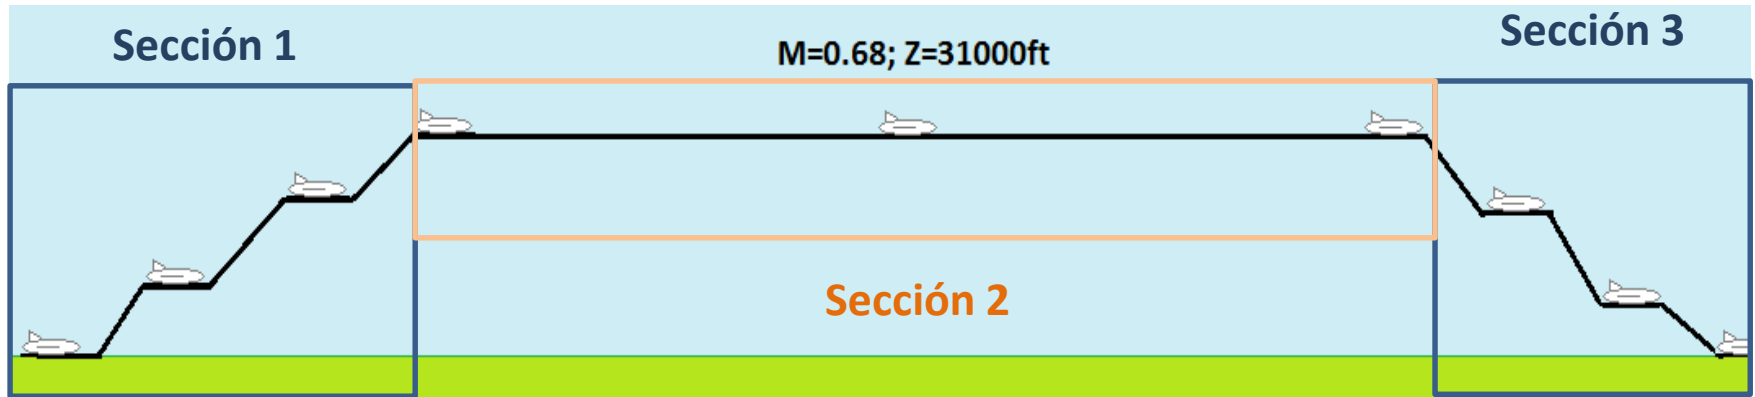 Sección 1
M=0.68; Z=31000ft
Sección 3
Sección 2